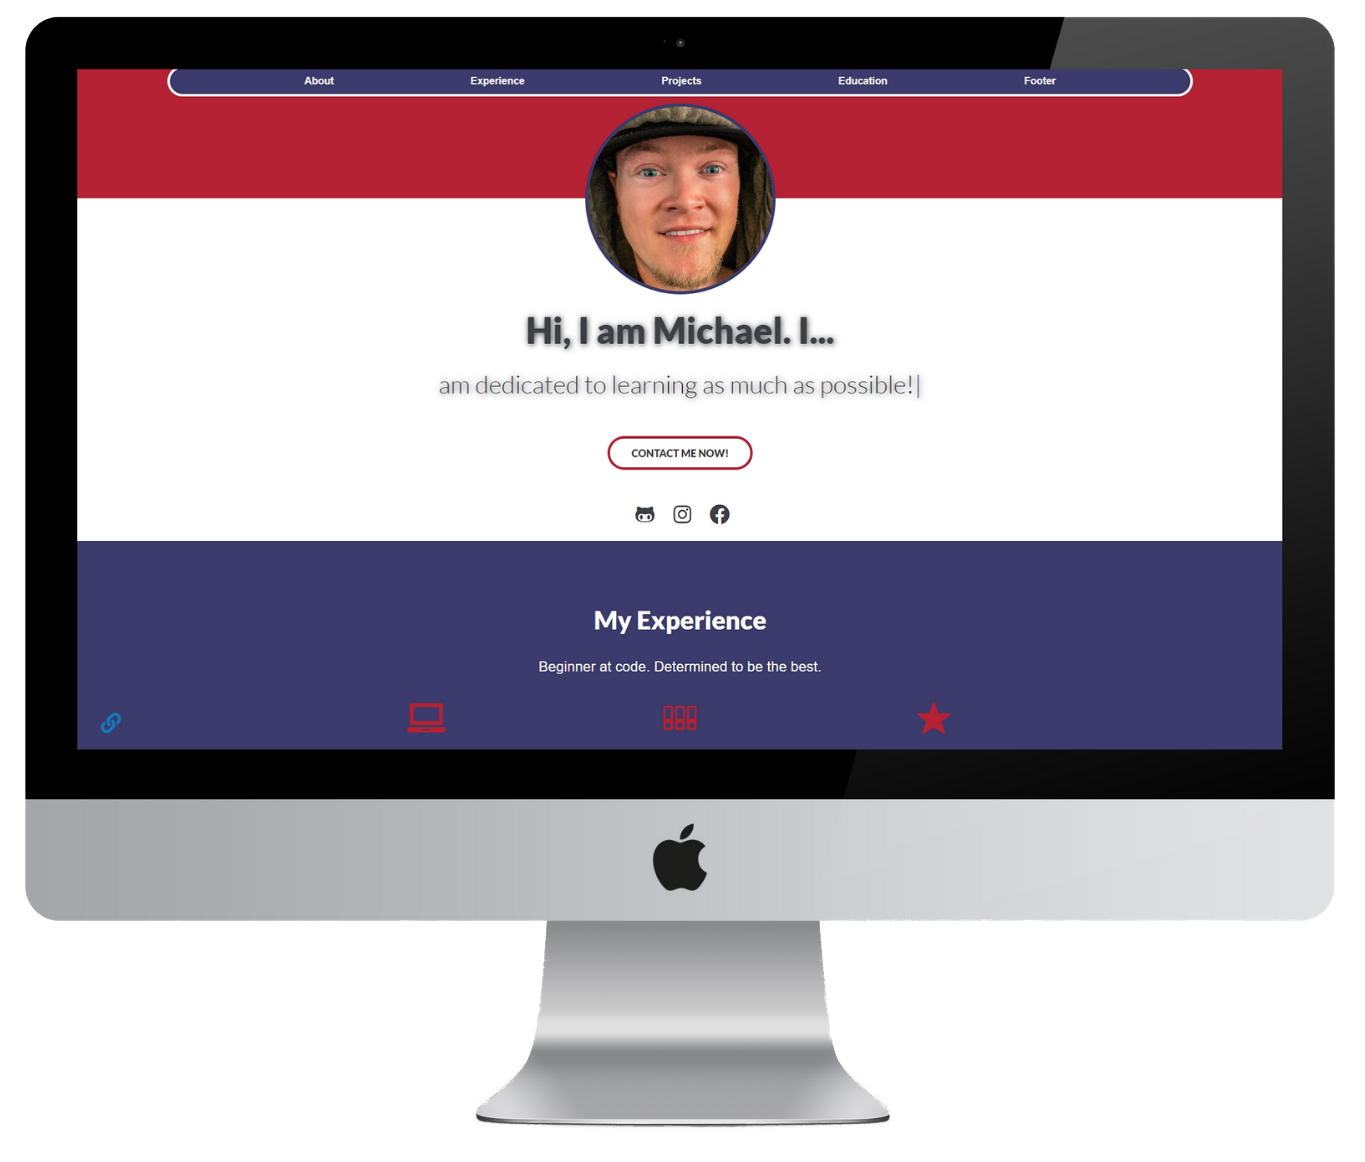 About Experience Projects Education Footer
Hi, I am Michael. I...
am dedicated to learning as much as possible!|
CONTACT ME NOW!
My Experience
Beginner at code. Determined to be the best.